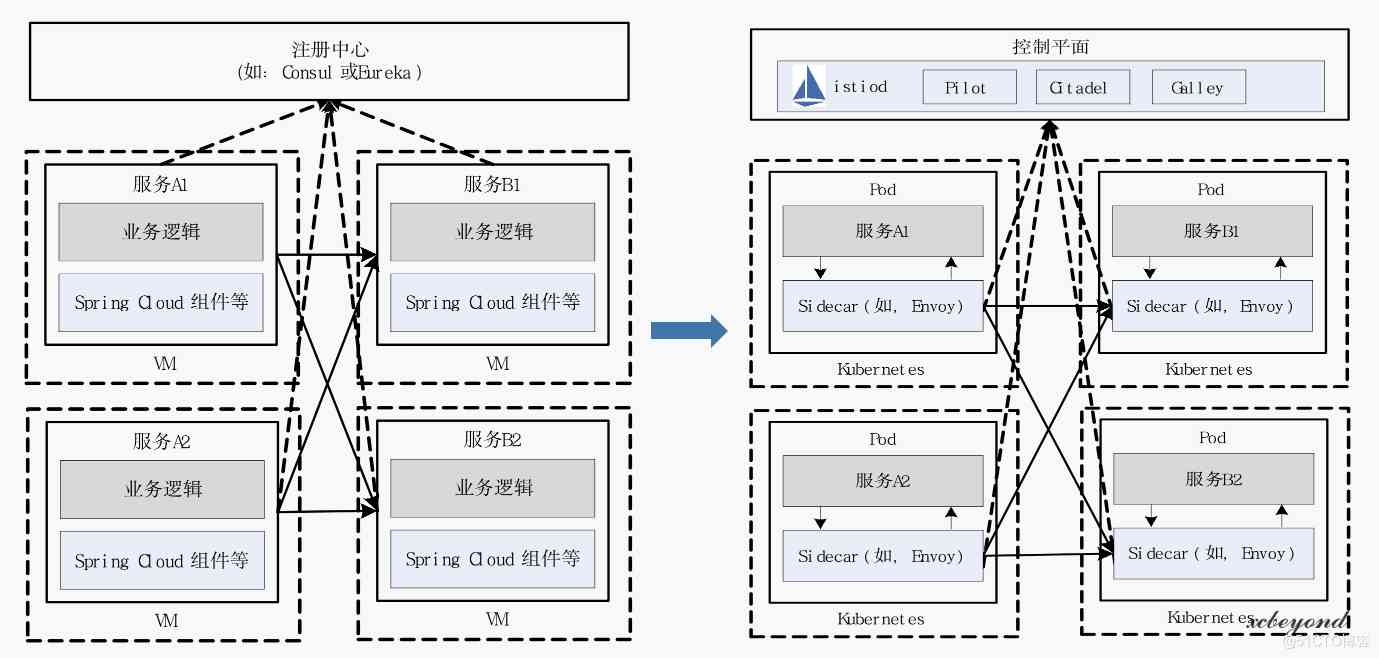 注册中心
(如：Consul 或Eureka)
服务A1
业务逻辑
Spring Cloud 组件等
VM
服务B1
业务逻辑
Spring Cloud 组件等
VM
服务A2
业务逻辑
Spring Cloud 组件等
VM
服务B2
业务逻辑
Spring Cloud 组件等
VM
控制平面
istiod
Pilot
Citadel
Galley
Pod
服务A1
Sidecar(如，Envoy)
Kubernetes
Pod
服务B1
Sidecar(如，Envoy)
Kubernetes
Pod
服务A2
Sidecar(如，Envoy)
Kubernetes
Pod
服务B2
Sidecar(如，Envoy)
Kubernetes
xcbeyond
@51CTO博客